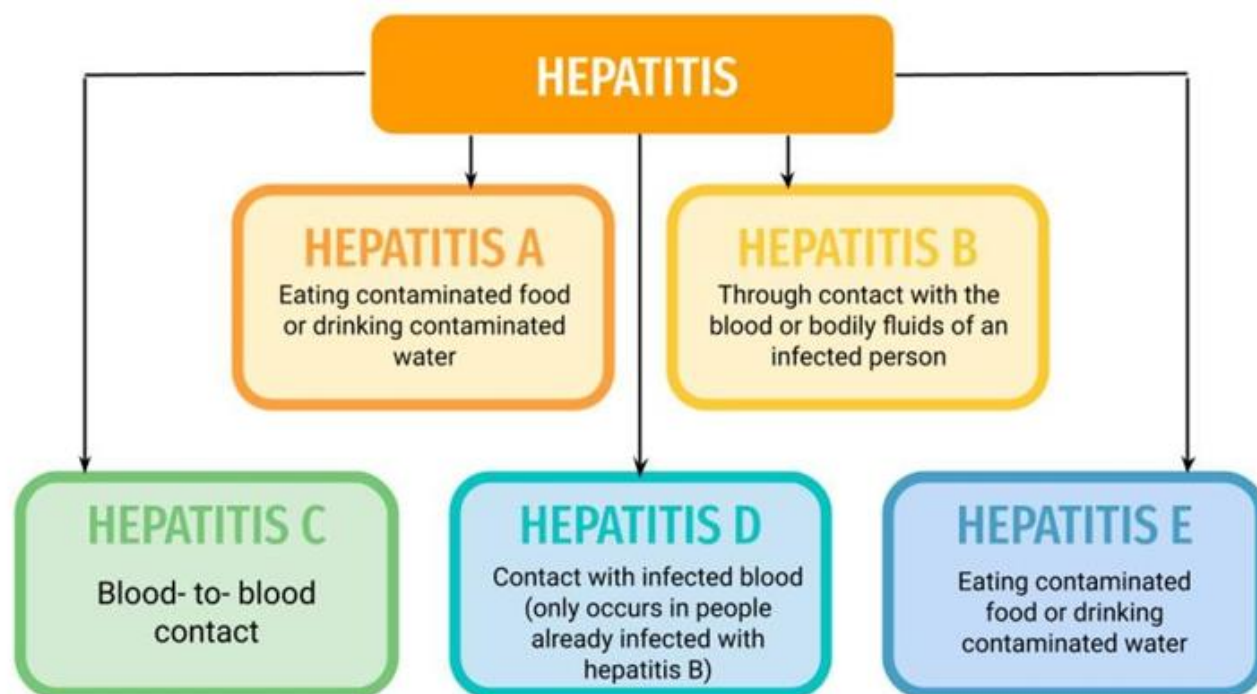 HEPATITIS
HEPATITIS A
Eating contaminated food
or drinking contaminated
water
HEPATITIS B
Through contact with the
blood or bodily fluids of an
infected person
HEPATITIS C
Blood- to- blood
contact
HEPATITIS D
Contact with infected blood
(only occurs in people
already infected with
hepatitis B)
HEPATITIS E
Eating contaminated
food or drinking
contaminated water